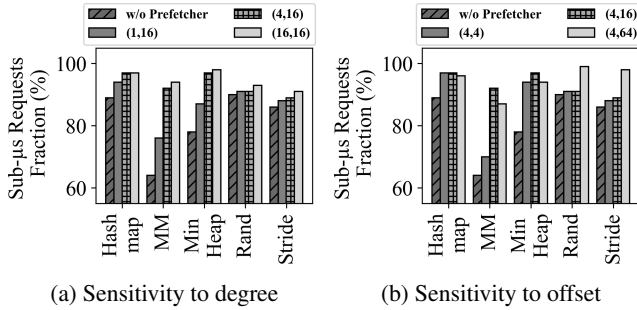 w/o Prefetcher
(4,16)
(1,16)
(16,16)
Sub-μs Requests
Fraction (%)
100
80
60
Hash
map
MM
Min
Heap
Rand
Stride
(a) Sensitivity to degree
w/o Prefetcher
(4,16)
(4,4)
(4,64)
Sub-μs Requests
Fraction (%)
100
80
60
Hash
map
MM
Min
Heap
Rand
Stride
(b) Sensitivity to offset